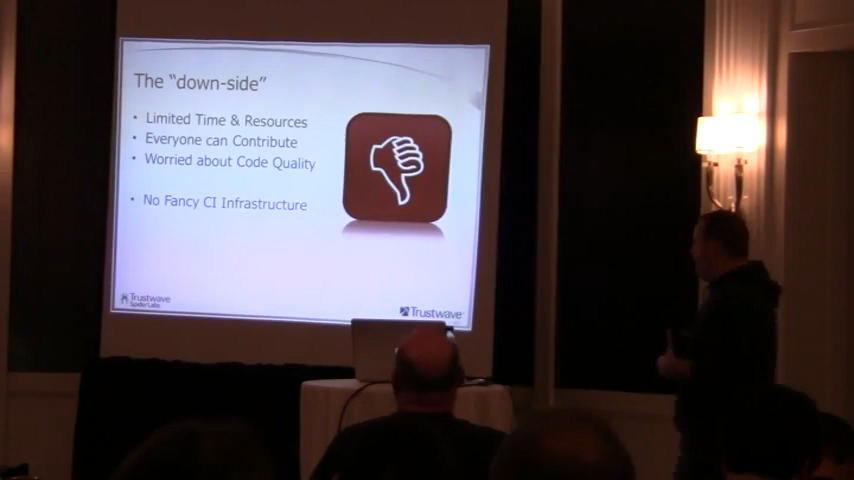 The “down-side”
• Limited Time & Resources
• Everyone can Contribute
• Worried about Code Quality
• No Fancy CI Infrastructure
Trustwave
SpiderLabs
Trustwave